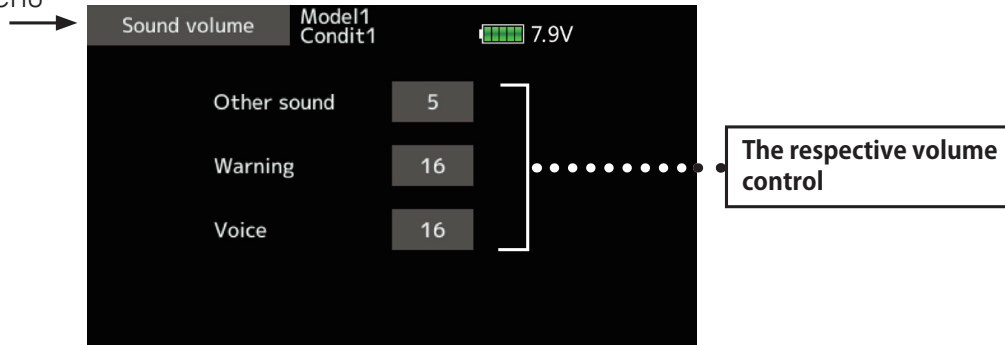 Sound volume
Model1
Condit1
7.9V
Other sound
5
Warning
16
Voice
16
The respective volume
control